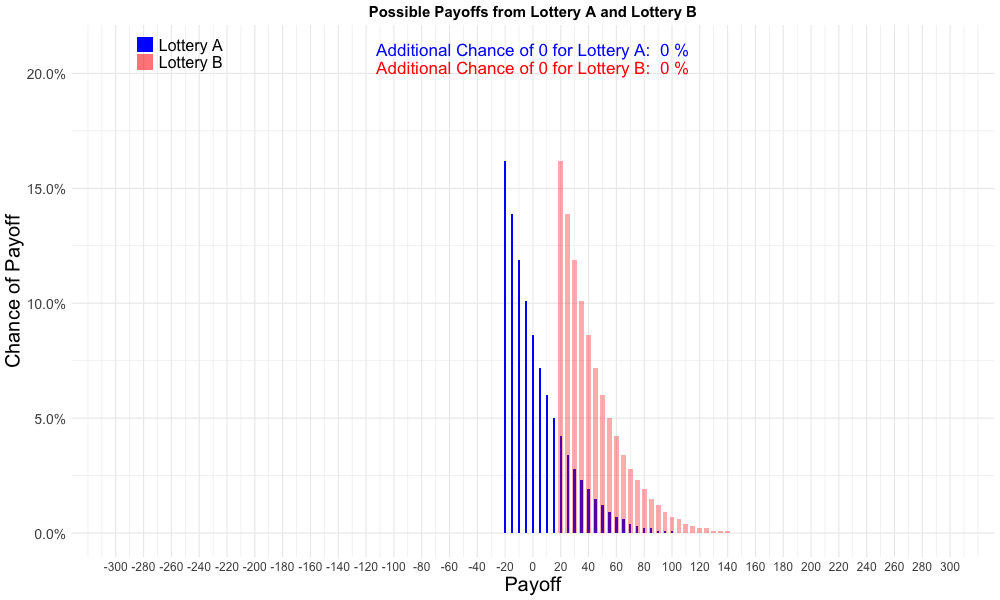 Possible Payoffs from Lottery A and Lottery B
Lottery A
Lottery B
Additional Chance of 0 for Lottery A:  0 %
Additional Chance of 0 for Lottery B:  0 %
Chance of Payoff
20.0%
15.0%
10.0%
5.0%
0.0%
-300 -280 -260 -240 -220 -200 -180 -160 -140 -120 -100 -80 -60 -40 -20 0 20 40 60 80 100 120 140 160 180 200 220 240 260 280 300
Payoff